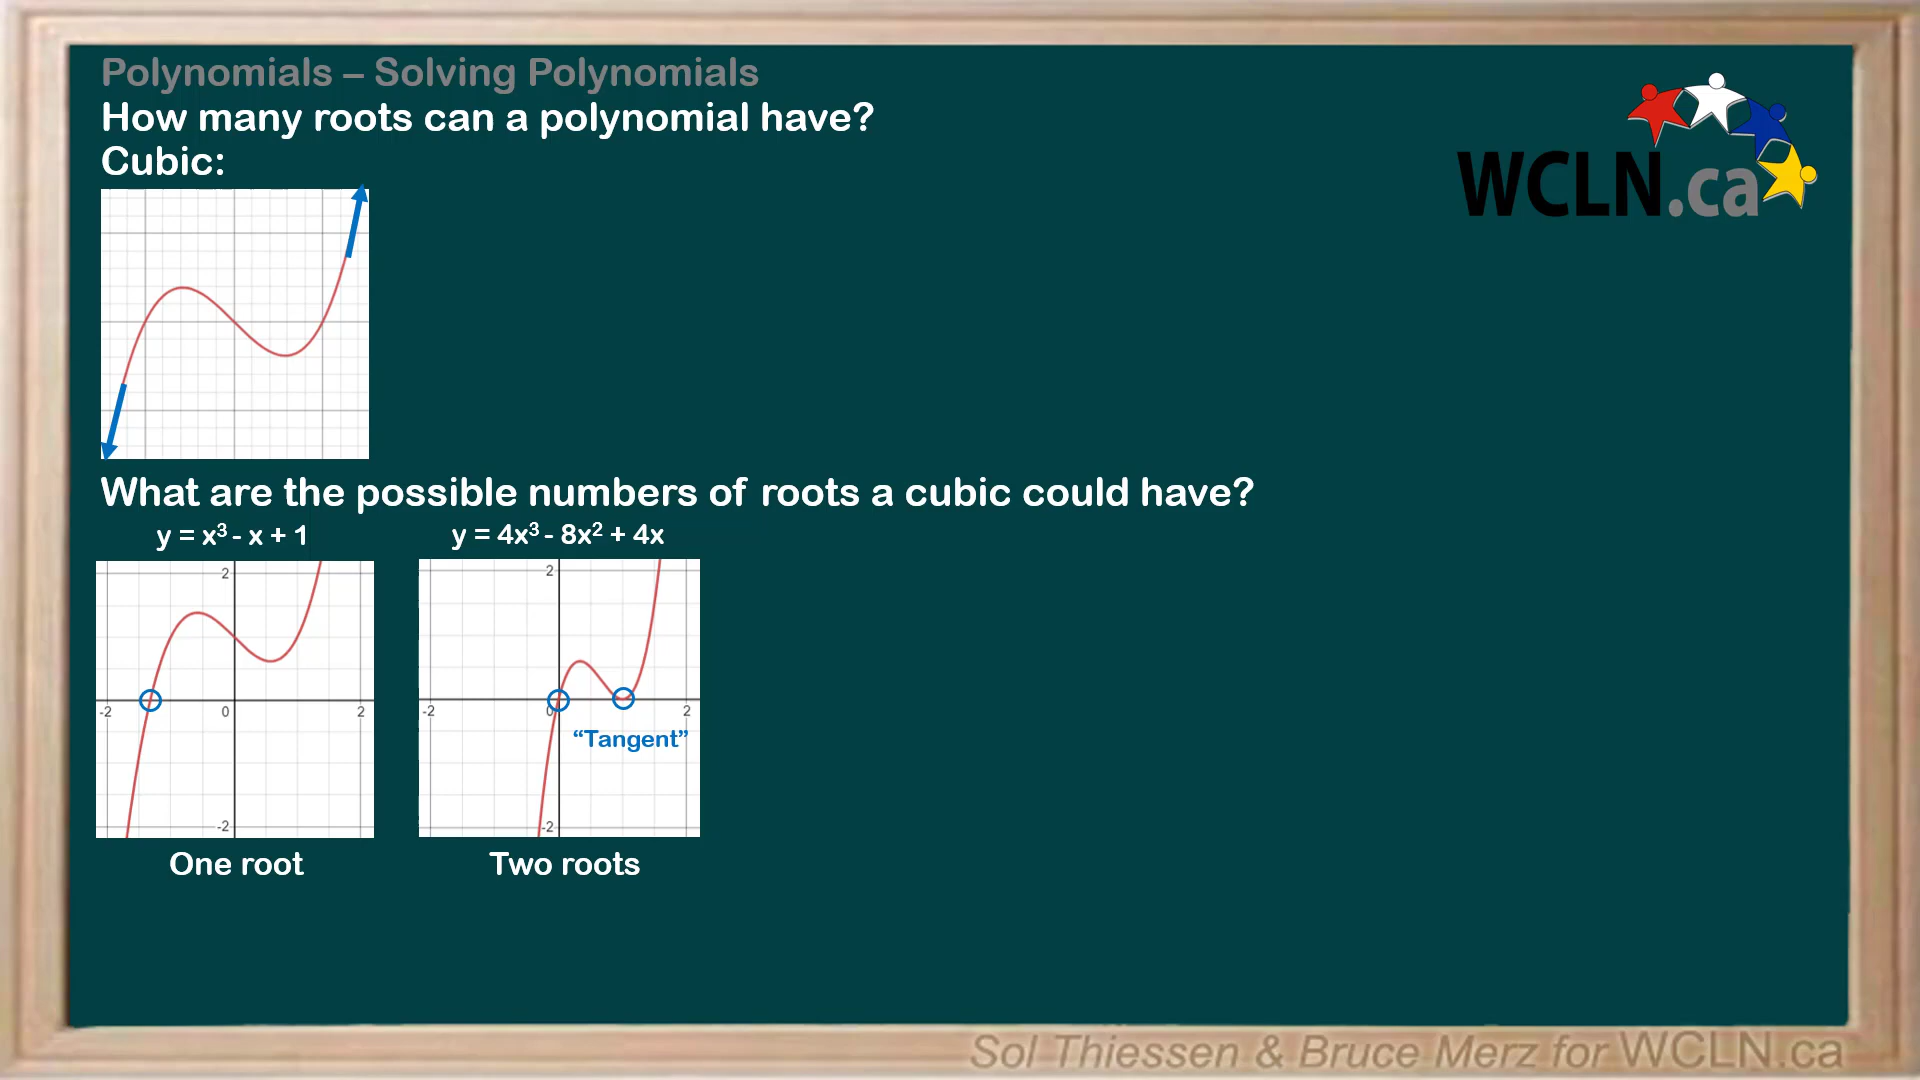 Polynomials – Solving Polynomials
How many roots can a polynomial have?
Cubic:
WCLN.ca
What are the possible numbers of roots a cubic could have?
y = x³ - x + 1
y = 4x³ - 8x² + 4x
2
-2
0
2
-2
2
-2
0
2
"Tangent"
-2
One root
Two roots
Sol Thiessen & Bruce Merz for WCLN.ca